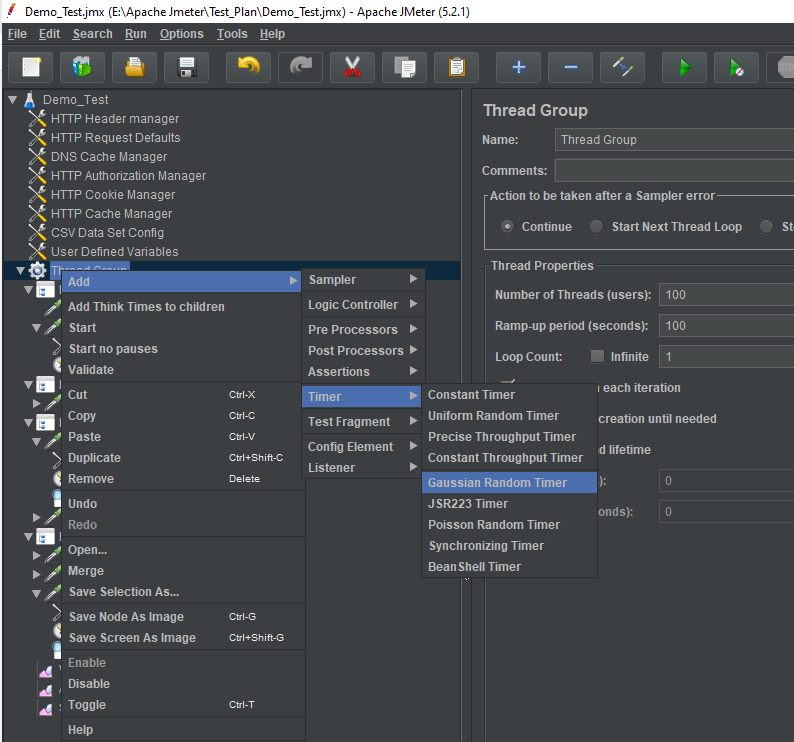 Demo_Test.jmx (E:\Apache Jmeter\Test_Plan\Demo_Test.jmx) - Apache JMeter (5.2.1)
File Edit Search Run Options Tools Help
Demo_Test
HTTP Header manager
HTTP Request Defaults
DNS Cache Manager
HTTP Authorization Manager
HTTP Cookie Manager
HTTP Cache Manager
CSV Data Set Config
User Defined Variables
Thread Group
Add
Add Think Times to children
Start
Start no pauses
Validate
Cut Ctrl-X
Copy Ctrl-C
Paste Ctrl-V
Duplicate Ctrl+Shift-C
Remove Delete
Undo
Redo
Open...
Merge
Save Selection As...
Save Node As Image Ctrl-G
Save Screen As Image Ctrl+Shift-G
Enable
Disable
Toggle Ctrl-T
Help
Sampler
Logic Controller
Pre Processors
Post Processors
Assertions
Timer
Test Fragment
Config Element
Listener
Constant Timer
Uniform Random Timer
Precise Throughput Timer
Constant Throughput Timer
Gaussian Random Timer
JSR223 Timer
Poisson Random Timer
Synchronizing Timer
BeanShell Timer
Thread Group
Name: Thread Group
Comments:
Action to be taken after a Sampler error
Continue Start Next Thread Loop
Thread Properties
Number of Threads (users): 100
Ramp-up period (seconds): 100
Loop Count: Infinite 1
each iteration
creation until needed
lifetime
): 0
onds): 0